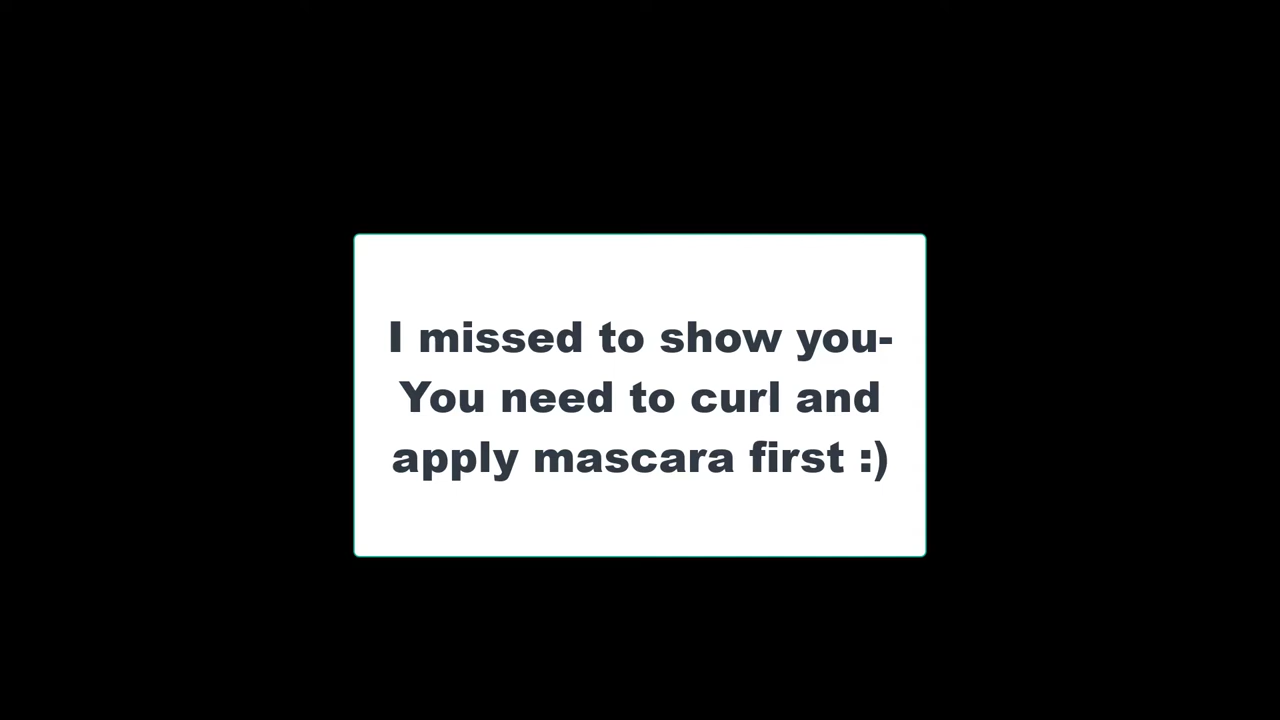 I missed to show you-
You need to curl and
apply mascara first :)